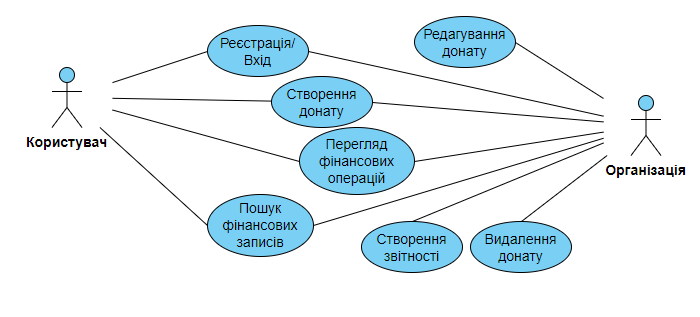 Реєстрація/
Вхід
Редагування
донату
Створення
донату
Користувач
Перегляд
фінансових
операцій
Організація
Пошук
фінансових
записів
Створення
звітності
Видалення
донату